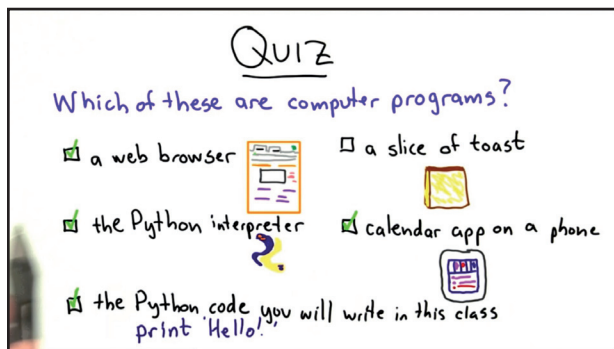 QUIZ
Which of these are computer programs?
a web browser
a slice of toast
the Python interpreter
calendar app on a phone
the Python code you will write in this class
print 'Hello!'